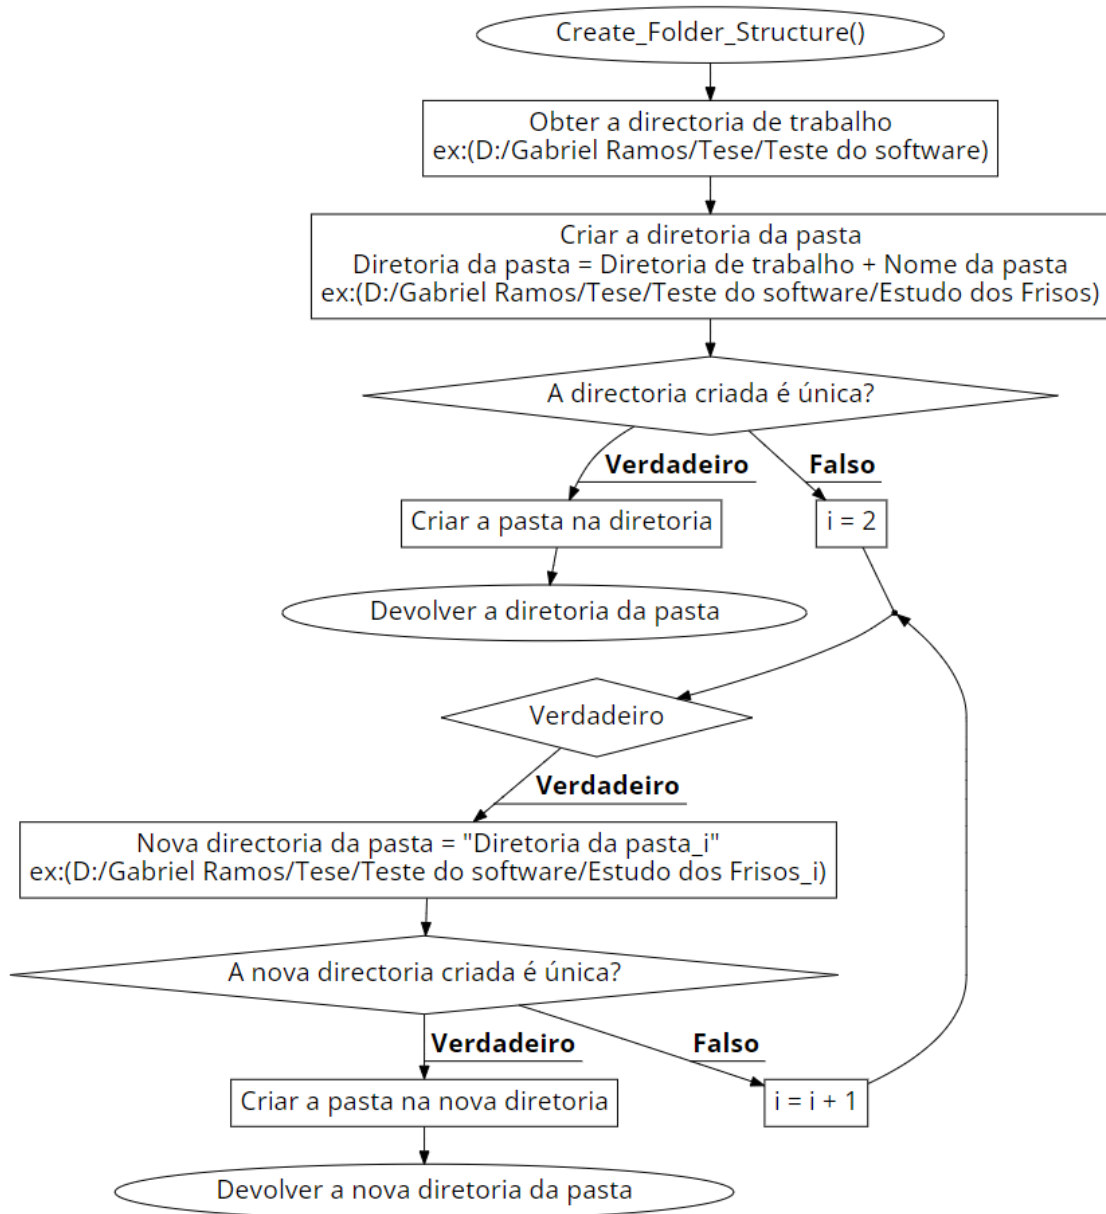 Create_Folder_Structure()
Obter a directoria de trabalho
ex:(D:/Gabriel Ramos/Tese/Teste do software)
Criar a diretoria da pasta
Diretoria da pasta = Diretoria de trabalho + Nome da pasta
ex:(D:/Gabriel Ramos/Tese/Teste do software/Estudo dos Frisos)
A directoria criada é única?
Verdadeiro
Falso
Criar a pasta na diretoria
i = 2
Devolver a diretoria da pasta
Verdadeiro
Verdadeiro
Nova directoria da pasta = "Diretoria da pasta_i"
ex:(D:/Gabriel Ramos/Tese/Teste do software/Estudo dos Frisos_i)
A nova directoria criada é única?
Verdadeiro
Falso
Criar a pasta na nova diretoria
i = i + 1
Devolver a nova diretoria da pasta